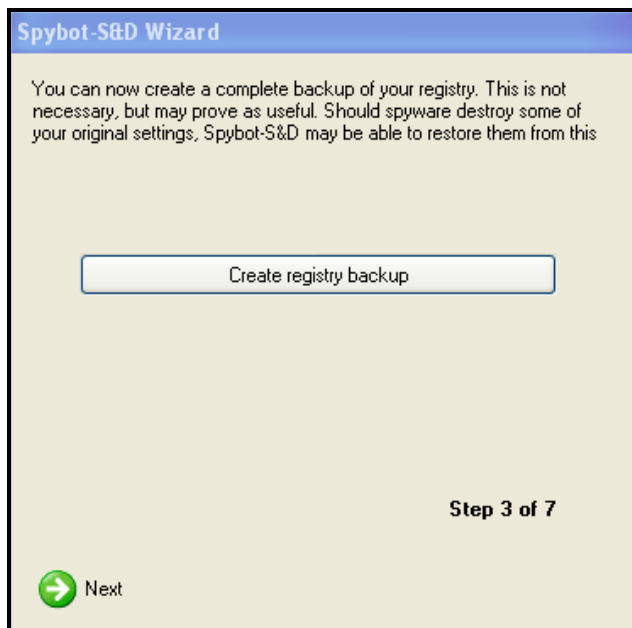 Spybot-S&D Wizard
You can now create a complete backup of your registry. This is not
necessary, but may prove as useful. Should spyware destroy some of
your original settings, Spybot-S&D may be able to restore them from this
Create registry backup
Step 3 of 7
Next